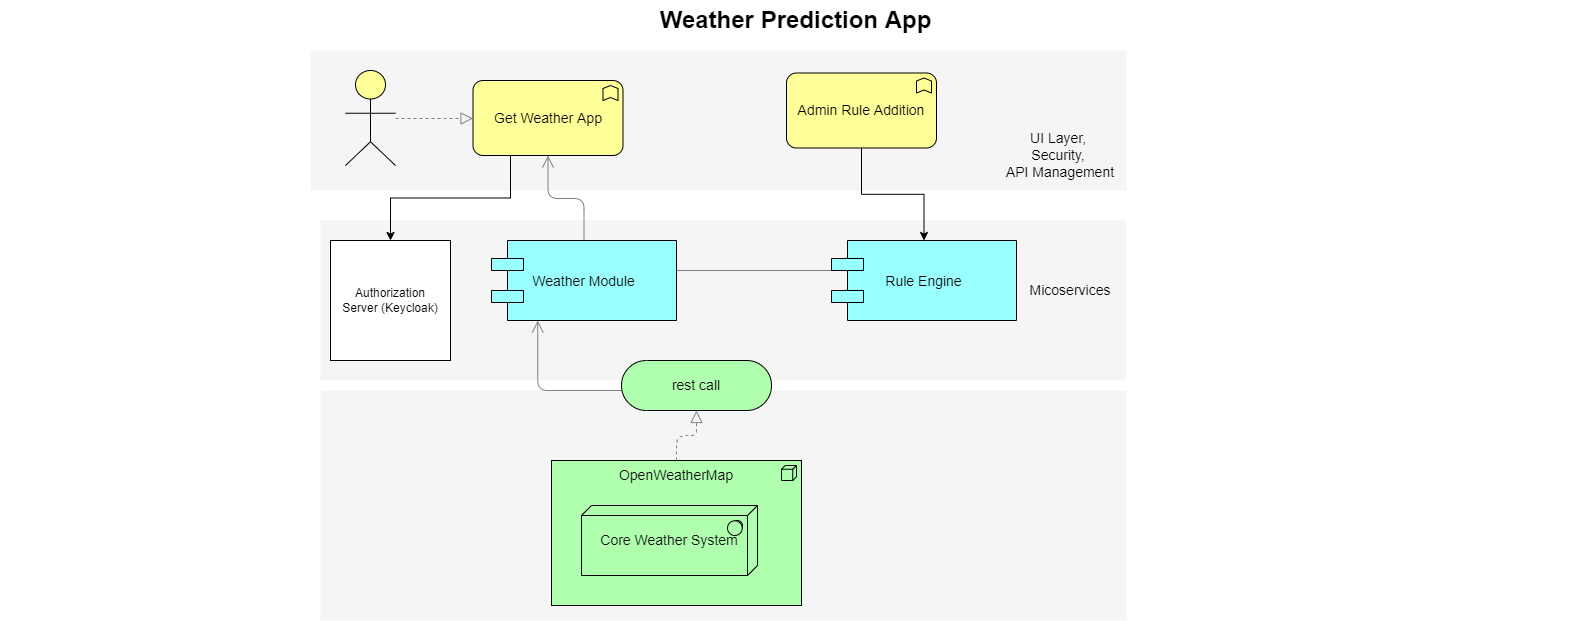 Weather Prediction App
Get Weather App
Admin Rule Addition
UI Layer,
Security,
API Management
Authorization
Server (Keycloak)
Weather Module
Rule Engine
Micoservices
rest call
OpenWeatherMap
Core Weather System